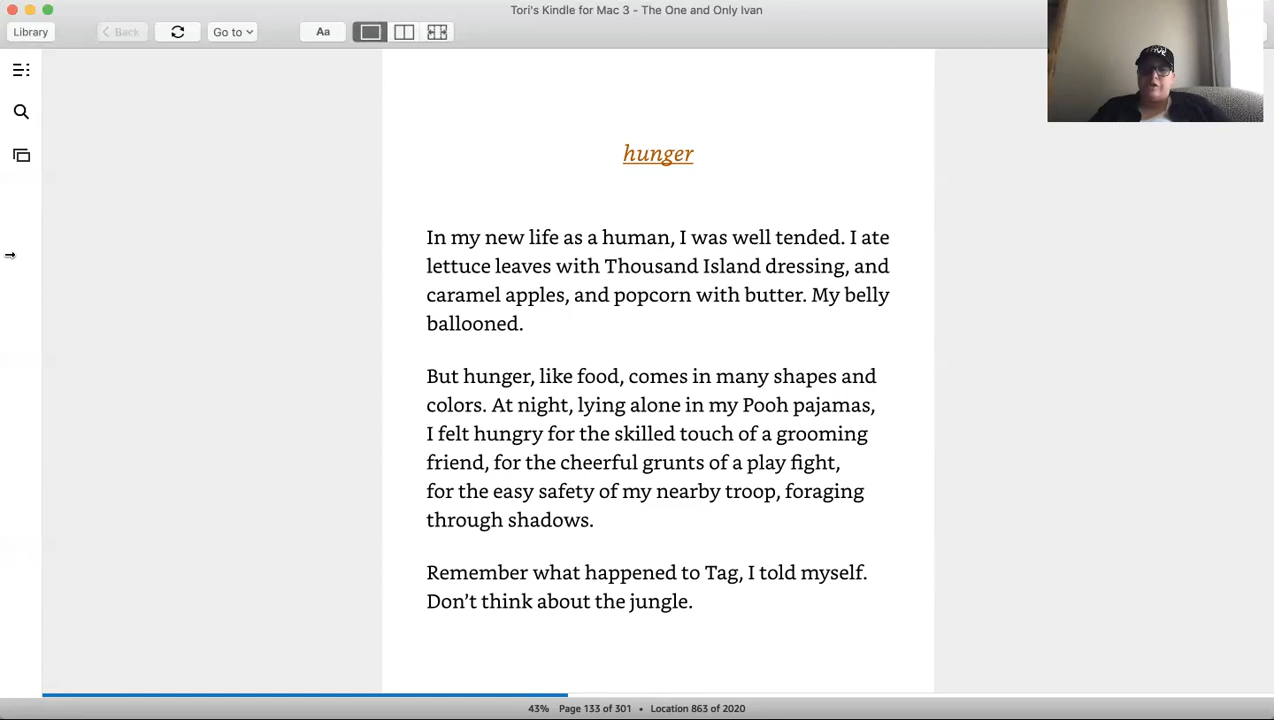 Tori's Kindle for Mac 3 - The One and Only Ivan
Library
Back
Go to
Aa
hunger
In my new life as a human, I was well tended. I ate
lettuce leaves with Thousand Island dressing, and
caramel apples, and popcorn with butter. My belly
ballooned.
But hunger, like food, comes in many shapes and
colors. At night, lying alone in my Pooh pajamas,
I felt hungry for the skilled touch of a grooming
friend, for the cheerful grunts of a play fight,
for the easy safety of my nearby troop, foraging
through shadows.
Remember what happened to Tag, I told myself.
Don't think about the jungle.
43% Page 133 of 301 • Location 863 of 2020